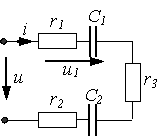 i r₁ C₁
u₁
u r₃
r₂ C₂